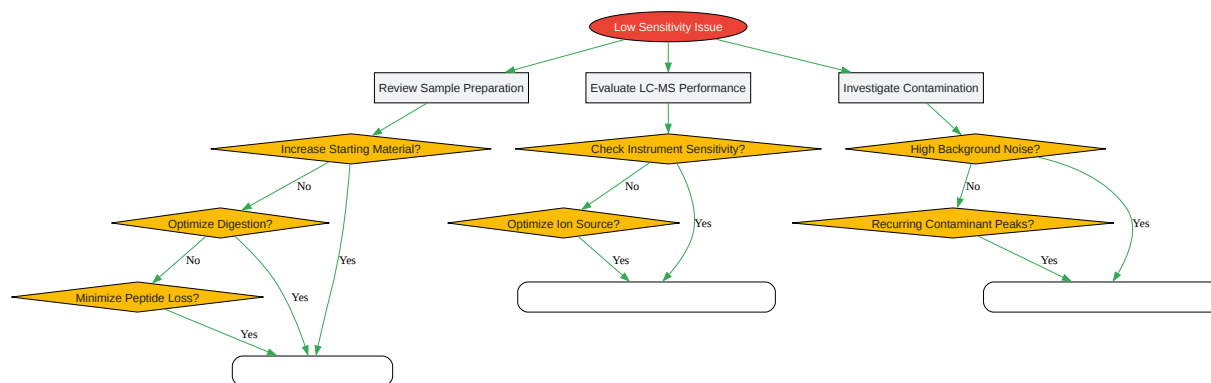 Low Sensitivity Issue
Review Sample Preparation
Evaluate LC-MS Performance
Investigate Contamination
Increase Starting Material?
Check Instrument Sensitivity?
High Background Noise?
No
No
No
Optimize Digestion?
Optimize Ion Source?
Recurring Contaminant Peaks?
Yes
Yes
No
Yes
Yes
Yes
Minimize Peptide Loss?
Yes
Yes